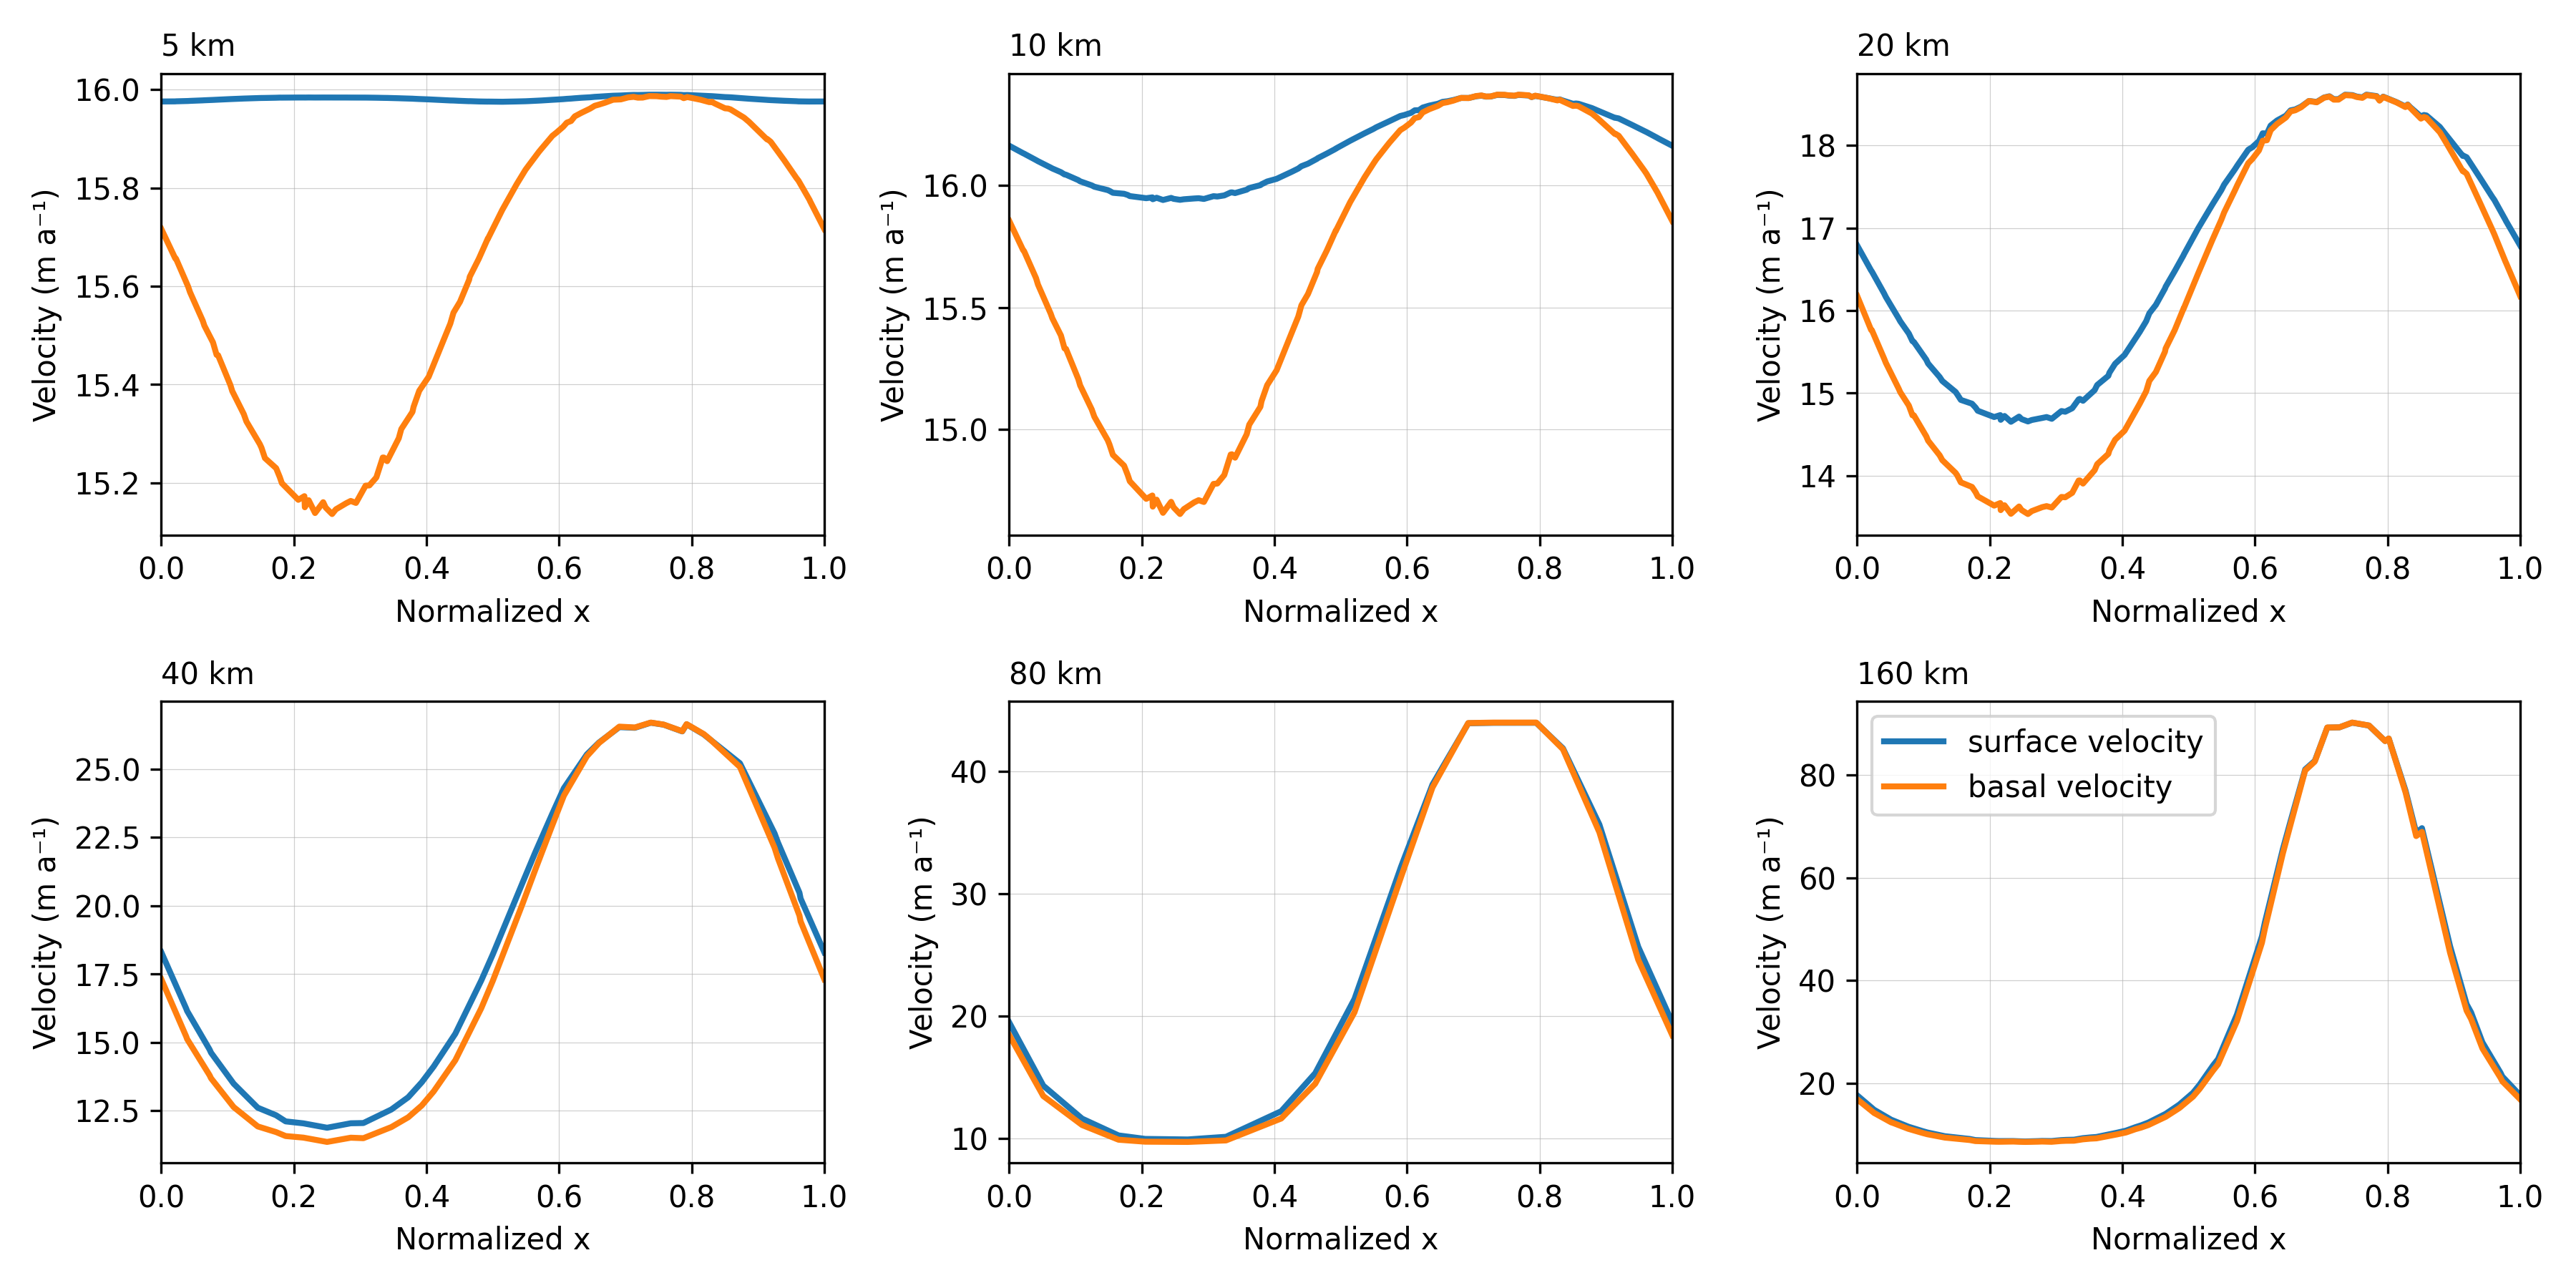 5 km
16.0
15.8
15.6
15.4
15.2
Velocity (m a⁻¹)
0.0 0.2 0.4 0.6 0.8 1.0
Normalized x
10 km
16.0
15.5
15.0
Velocity (m a⁻¹)
0.0 0.2 0.4 0.6 0.8 1.0
Normalized x
20 km
18
17
16
15
14
Velocity (m a⁻¹)
0.0 0.2 0.4 0.6 0.8 1.0
Normalized x
40 km
25.0
22.5
20.0
17.5
15.0
12.5
Velocity (m a⁻¹)
0.0 0.2 0.4 0.6 0.8 1.0
Normalized x
80 km
40
30
20
10
Velocity (m a⁻¹)
0.0 0.2 0.4 0.6 0.8 1.0
Normalized x
160 km
surface velocity
basal velocity
80
60
40
20
Velocity (m a⁻¹)
0.0 0.2 0.4 0.6 0.8 1.0
Normalized x